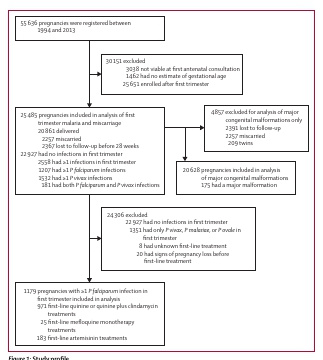 55 636 pregnancies were registered between
1994 and 2013
30 151 excluded
3038 not viable at first antenatal consultation
1462 had no estimate of gestational age
25 651 enrolled after first trimester
25 485 pregnancies included in analysis of first
trimester malaria and miscarriage
20 861 delivered
2257 miscarried
2367 lost to follow-up before 28 weeks
22 927 had no infections in first trimester
2558 had ≥1 infections in first trimester
1207 had ≥1 P falciparum infections
1532 had ≥1 P vivax infections
181 had both P falciparum and P vivax infections
4857 excluded for analysis of major
congenital malformations only
2391 lost to follow-up
2257 miscarried
209 twins
20 628 pregnancies included in analysis
of major congenital malformations
175 had a major malformation
24 306 excluded
22 927 had no infections in first trimester
1351 had only P vivax, P malariae, or P ovale in
first trimester
8 had unknown first-line treatment
20 had signs of pregnancy loss before
first-line treatment
1179 pregnancies with ≥1 P falciparum infection in
first trimester included in analysis
971 first-line quinine or quinine plus clindamycin
treatments
25 first-line mefloquine monotherapy
treatments
183 first-line artemisinin treatments
Figure 1: Study profile